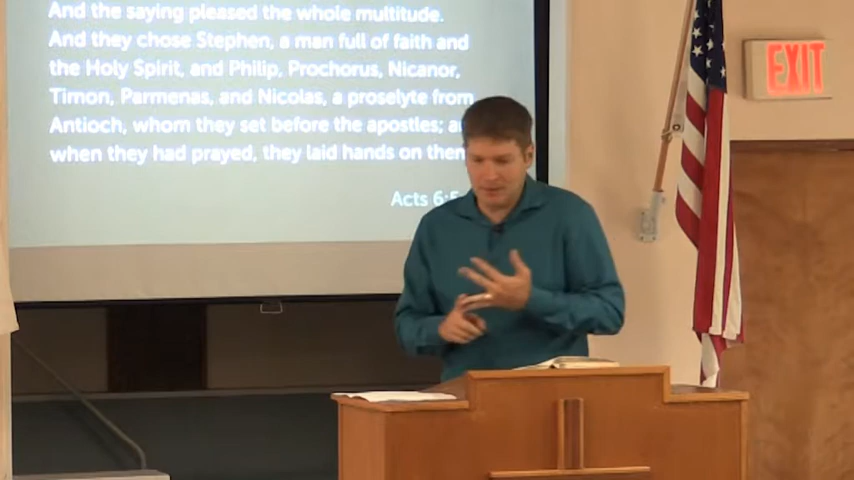 And the saying pleased the whole multitude.
And they chose Stephen, a man full of faith and
the Holy Spirit, and Philip, Prochorus, Nicanor,
Timon, Parmenas, and Nicolas, a proselyte from
Antioch, whom they set before the apostles; and
when they had prayed, they laid hands on them.
Acts 6:5
EXIT